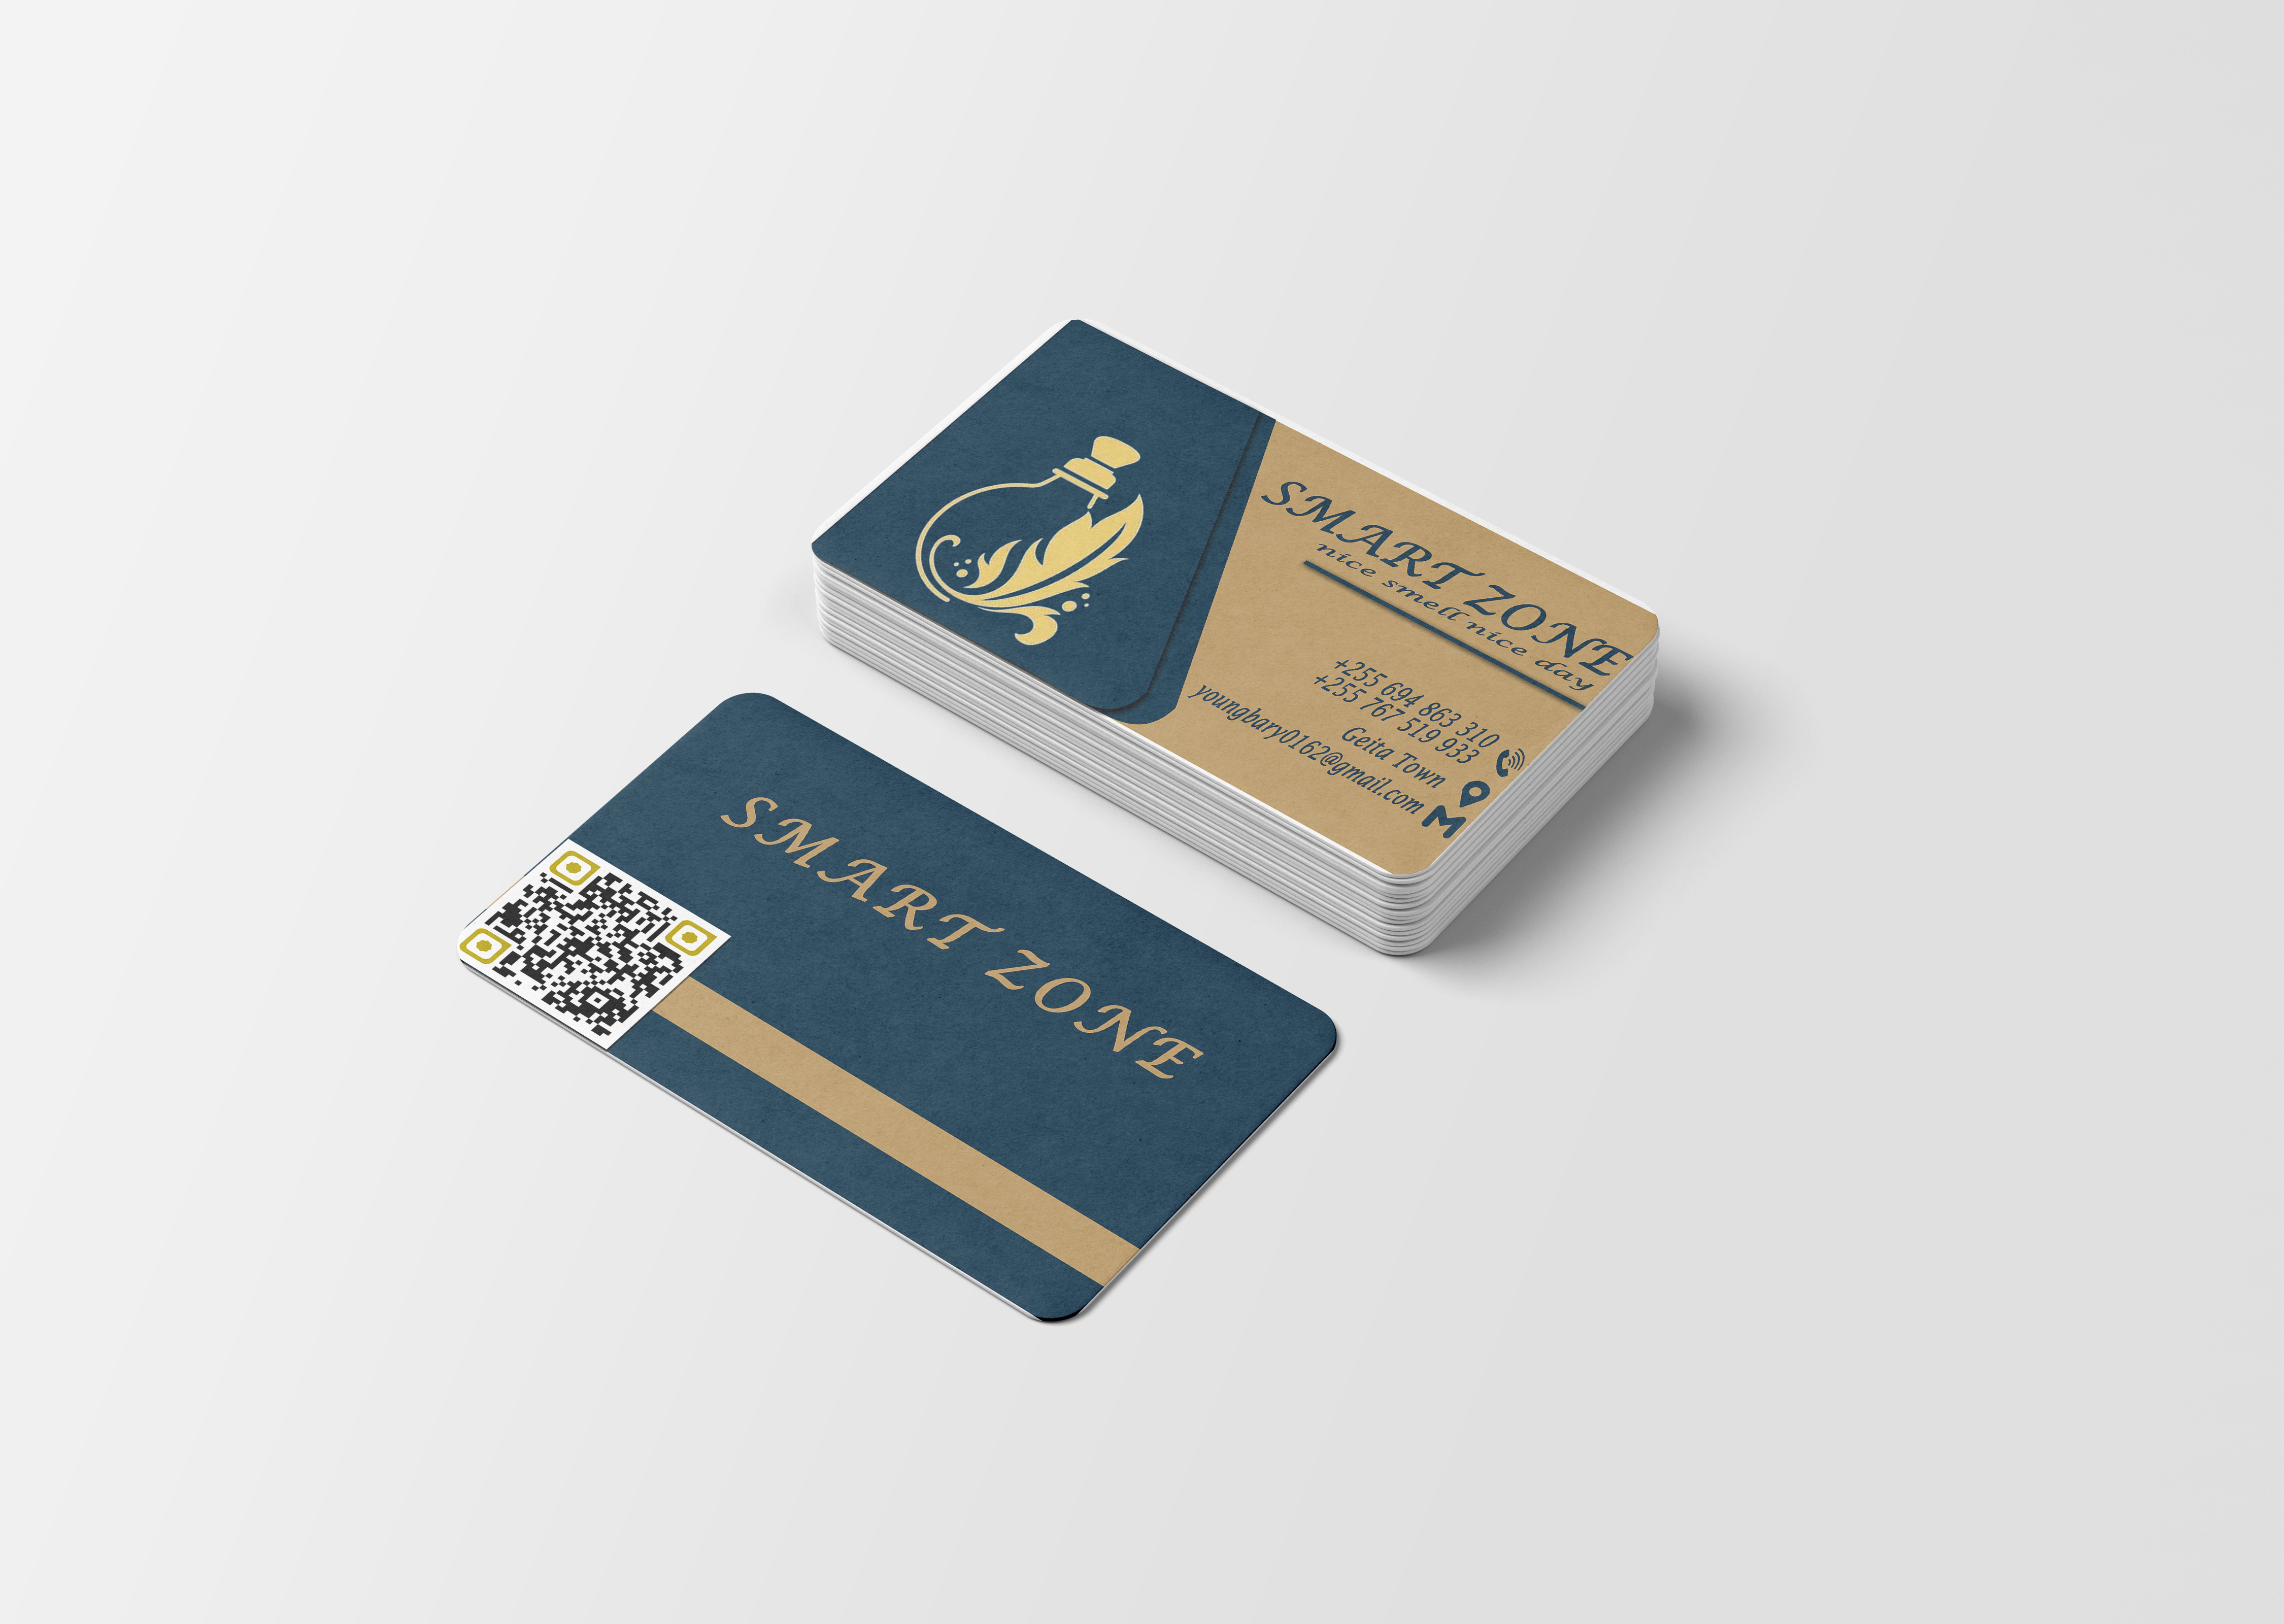 SMART ZONE
nice smell nice day
+255 694 863 310
+255 767 519 933
Geita Town
youngbary0162@gmail.com
SMART ZONE